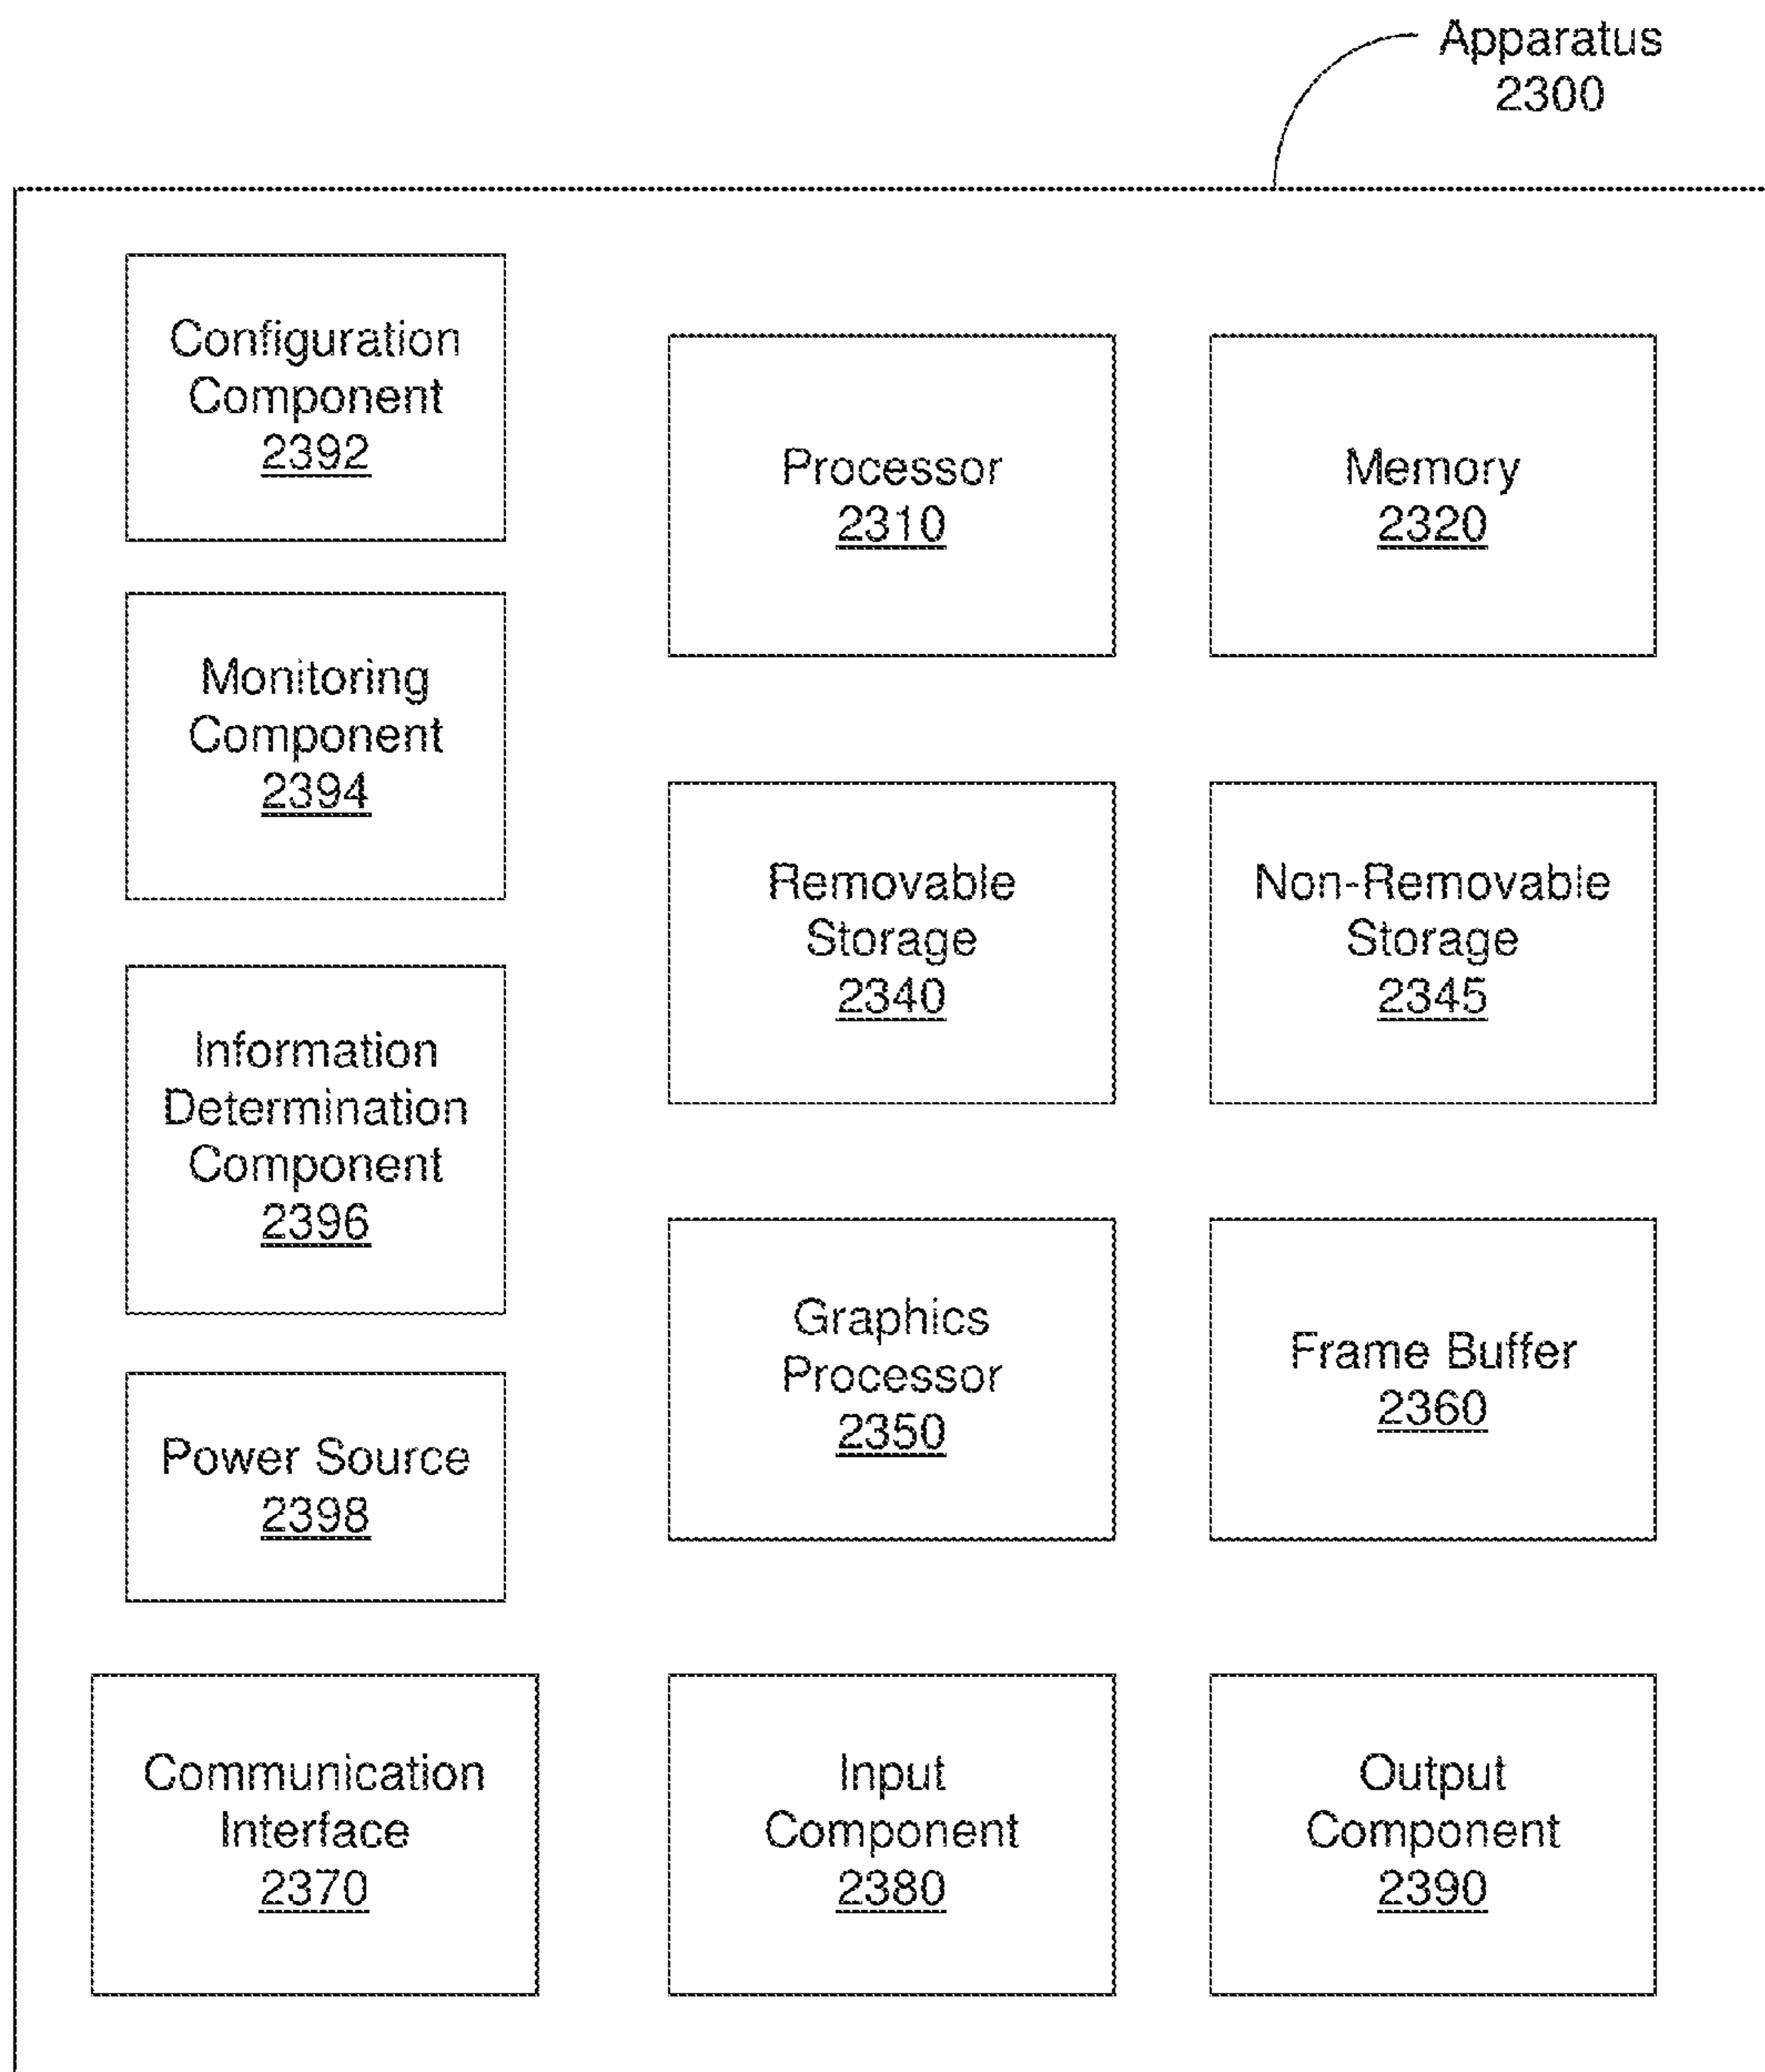 Apparatus
2300
Configuration
Component
2392
Processor
2310
Memory
2320
Monitoring
Component
2394
Removable
Storage
2340
Non-Removable
Storage
2345
Information
Determination
Component
2396
Graphics
Processor
2350
Frame Buffer
2360
Power Source
2398
Communication
Interface
2370
Input
Component
2380
Output
Component
2390